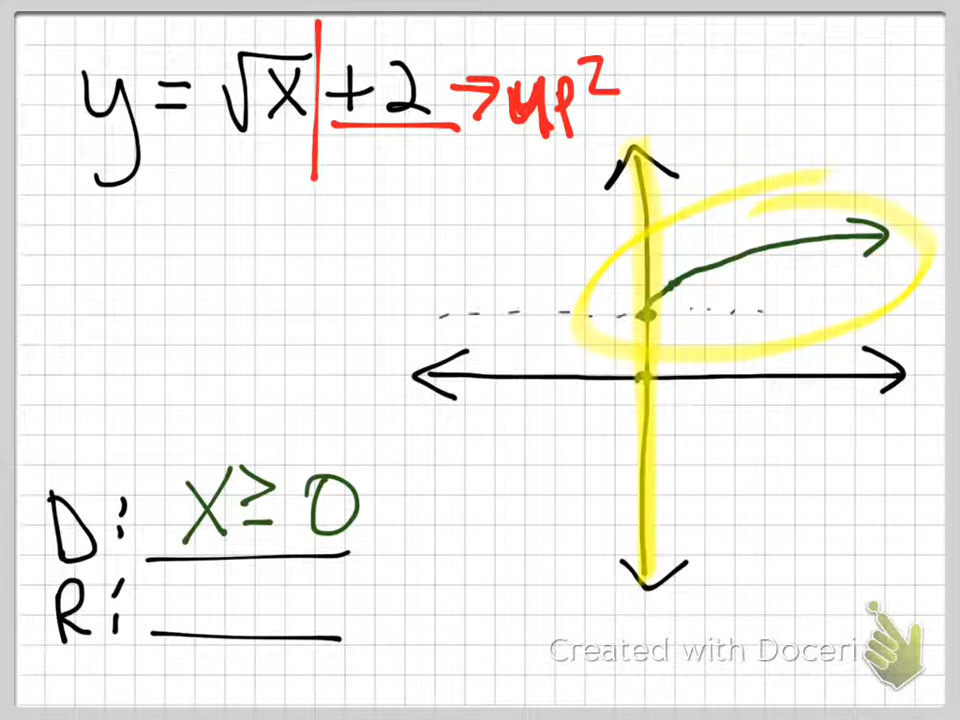 y = √x | +2 → up 2
D: x ≥ 0
R:
Created with Doceri